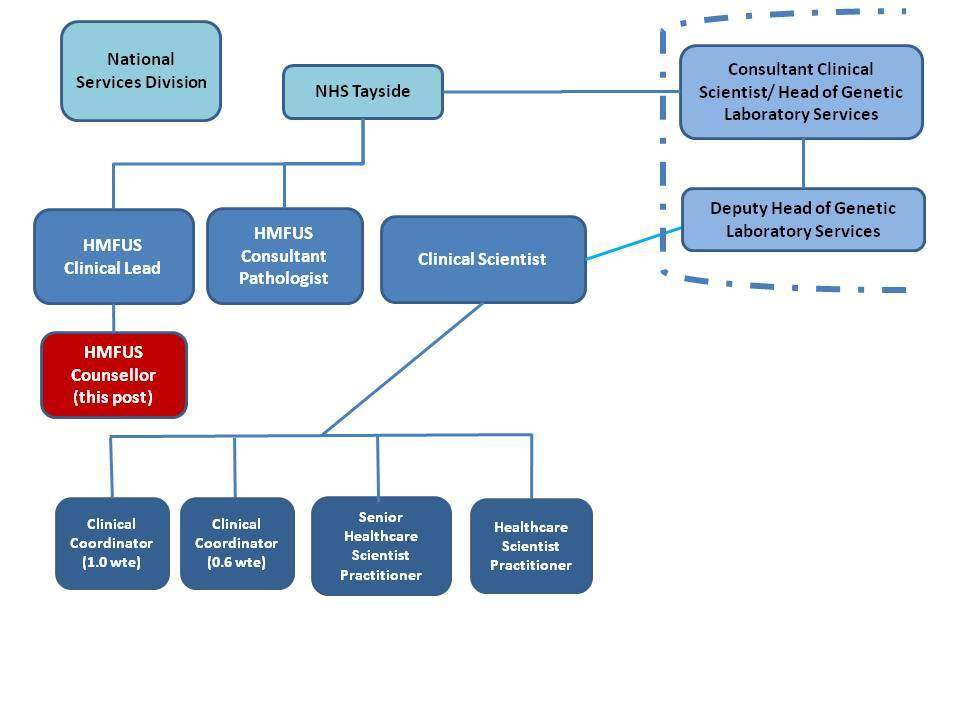 National
Services Division
NHS Tayside
Consultant Clinical
Scientist/ Head of Genetic
Laboratory Services
Deputy Head of Genetic
Laboratory Services
HMFUS
Clinical Lead
HMFUS
Consultant
Pathologist
Clinical Scientist
HMFUS
Counsellor
(this post)
Clinical
Coordinator
(1.0 wte)
Clinical
Coordinator
(0.6 wte)
Senior
Healthcare
Scientist
Practitioner
Healthcare
Scientist
Practitioner